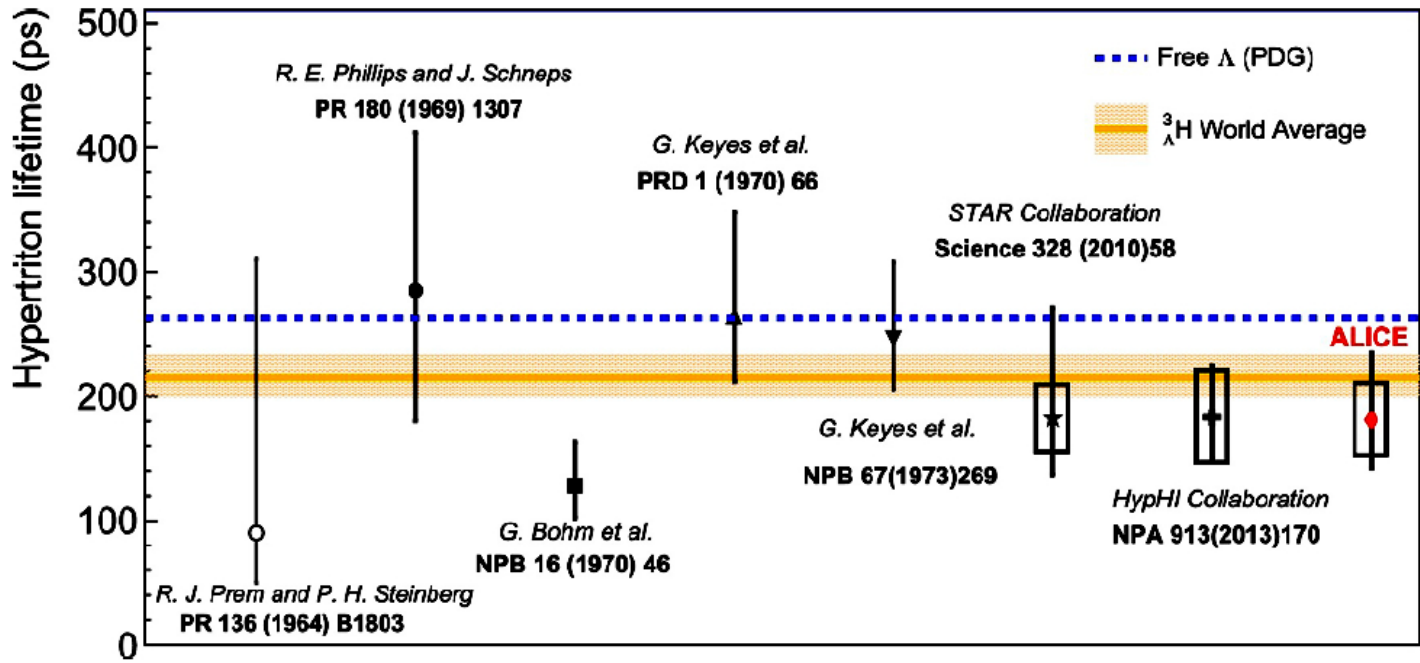 Hypertriton lifetime (ps)
500
400
300
200
100
0
R. E. Phillips and J. Schneps
PR 180 (1969) 1307
Free Λ (PDG)
³ΛH World Average
G. Keyes et al.
PRD 1 (1970) 66
STAR Collaboration
Science 328 (2010)58
ALICE
G. Keyes et al.
NPB 67(1973)269
HypHI Collaboration
NPA 913(2013)170
G. Bohm et al.
NPB 16 (1970) 46
R. J. Prem and P. H. Steinberg
PR 136 (1964) B1803